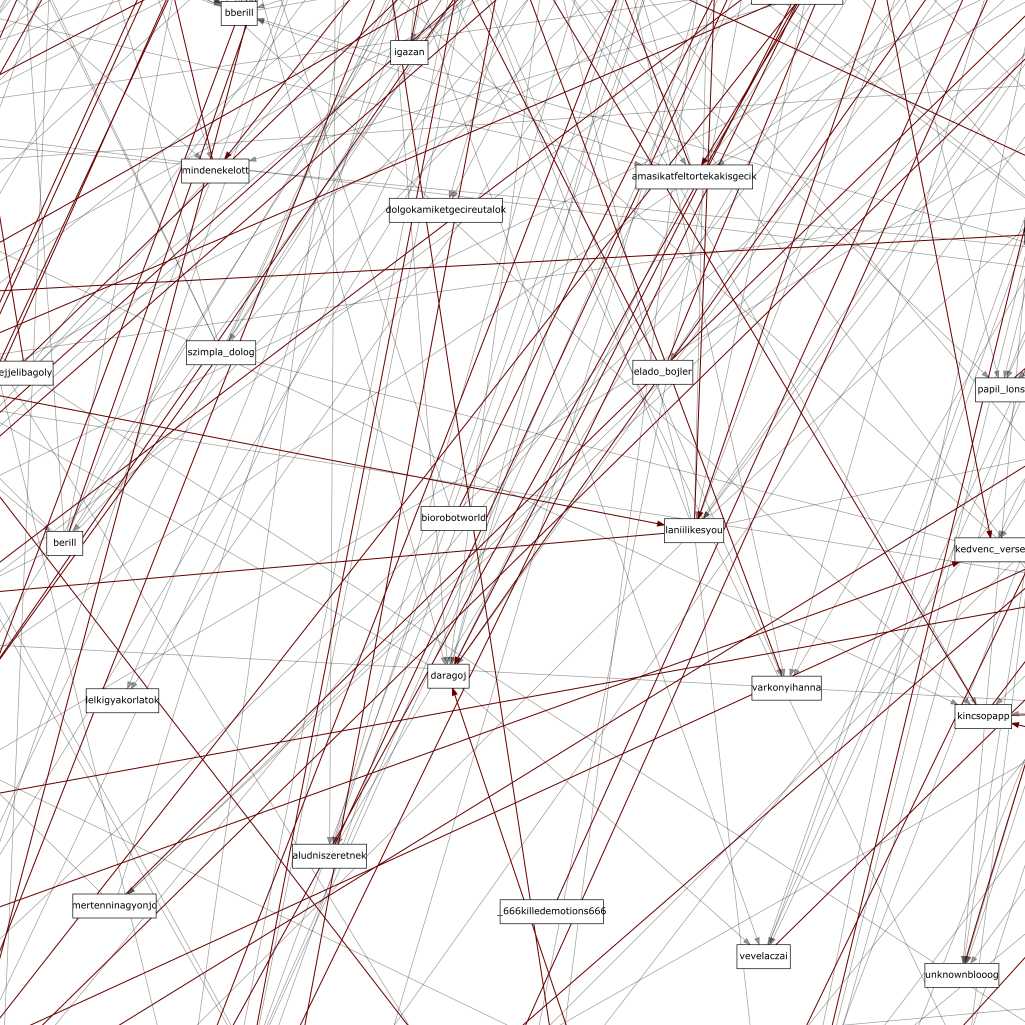 bberill
igazan
mindenekelott
amasikatfeltortekakisgecik
dolgokamiketgecireutalok
szimpla_dolog
ejjelibagoly
elado_bojler
papil_lons
biorobotworld
laniilikesyou
berill
kedvenc_verse
daragoj
varkonyihanna
lelkigyakorlatok
kincsopapp
aludniszeretnek
mertenninagyonjo
_666killedemotions666
vevelaczai
unknownblooog